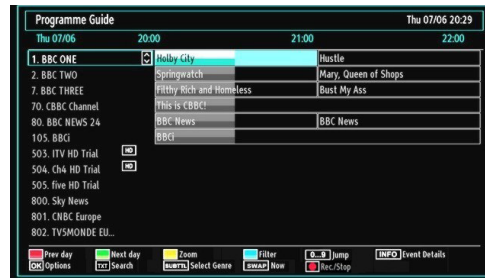 Programme Guide Thu 07/06 20:29
Thu 07/06 20:00 21:00 22:00
1. BBC ONE Holby City Hustle
2. BBC TWO Springwatch Mary, Queen of Shops
7. BBC THREE Filthy Rich and Homeless Bust My Ass
70. CBBC Channel This is CBBC!
80. BBC NEWS 24 BBC News BBC News
105. BBCi BBCi
503. ITV HD Trial HD
504. Ch4 HD Trial HD
505. five HD Trial
800. Sky News
801. CNBC Europe
802. TV5MONDE EU...
Prev day Next day Zoom Filter 0...9 Jump INFO Event Details
OK Options TXT Search SUBTTL Select Genre SWAP Now Rec./Stop